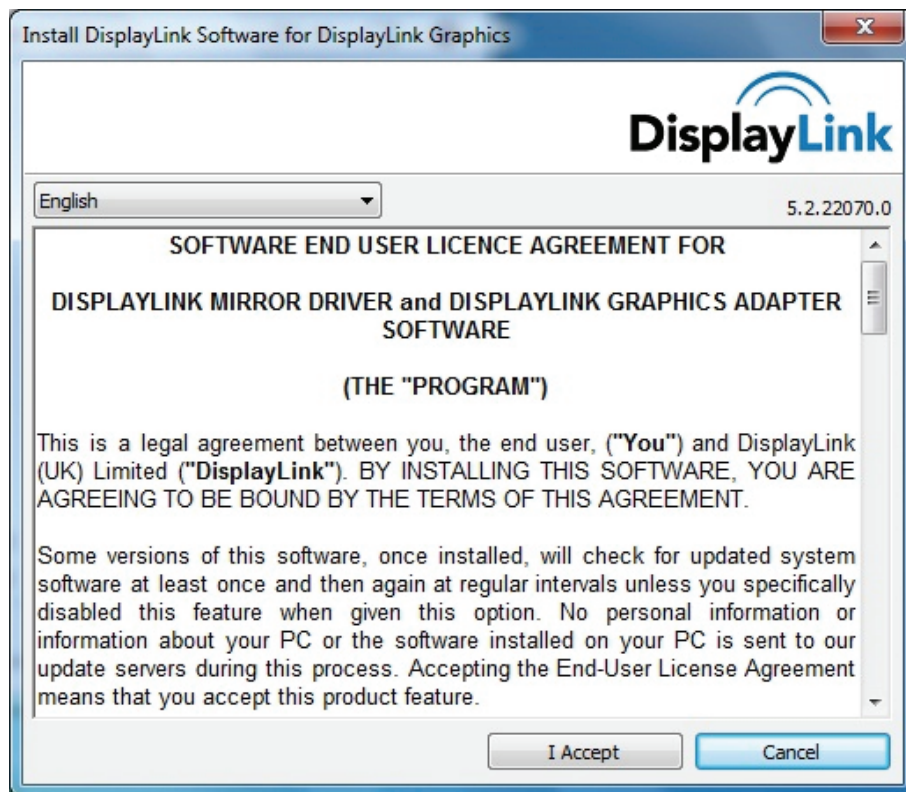 Install DisplayLink Software for DisplayLink Graphics
x
DisplayLink
English
5.2.22070.0
SOFTWARE END USER LICENCE AGREEMENT FOR
DISPLAYLINK MIRROR DRIVER and DISPLAYLINK GRAPHICS ADAPTER
SOFTWARE
(THE "PROGRAM")
This is a legal agreement between you, the end user, ("You") and DisplayLink
(UK) Limited ("DisplayLink"). BY INSTALLING THIS SOFTWARE, YOU ARE
AGREEING TO BE BOUND BY THE TERMS OF THIS AGREEMENT.
Some versions of this software, once installed, will check for updated system
software at least once and then again at regular intervals unless you specifically
disabled this feature when given this option. No personal information or
information about your PC or the software installed on your PC is sent to our
update servers during this process. Accepting the End-User License Agreement
means that you accept this product feature.
I Accept
Cancel